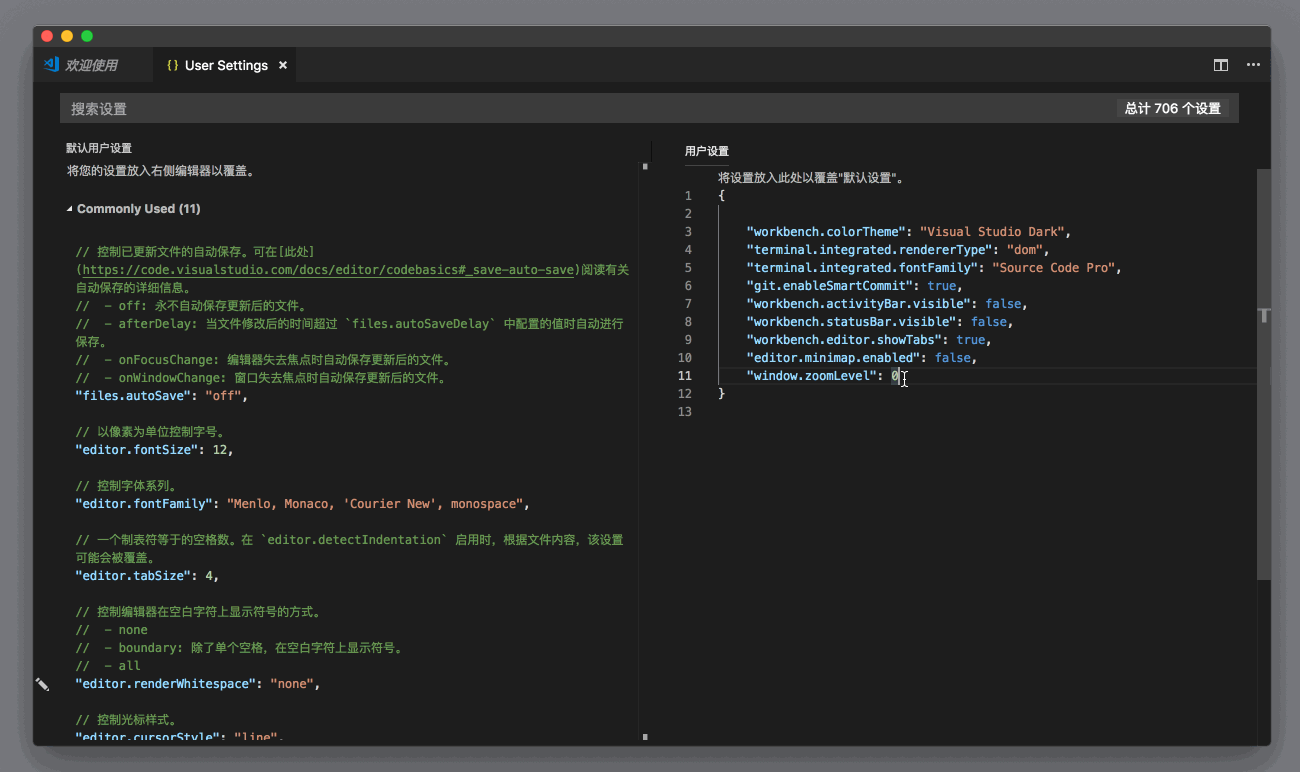 欢迎使用
{} User Settings ×
搜索设置
总计 706 个设置
默认用户设置
将您的设置放入右侧编辑器以覆盖。
Commonly Used (11)
// 控制已更新文件的自动保存。可在[此处]
(https://code.visualstudio.com/docs/editor/codebasics#_save-auto-save)阅读有关
自动保存的详细信息。
//  - off: 永不自动保存更新后的文件。
//  - afterDelay: 当文件修改后的时间超过 `files.autoSaveDelay` 中配置的值时自动进行
保存。
//  - onFocusChange: 编辑器失去焦点时自动保存更新后的文件。
//  - onWindowChange: 窗口失去焦点时自动保存更新后的文件。
"files.autoSave": "off",
// 以像素为单位控制字号。
"editor.fontSize": 12,
// 控制字体系列。
"editor.fontFamily": "Menlo, Monaco, 'Courier New', monospace",
// 一个制表符等于的空格数。在 `editor.detectIndentation` 启用时，根据文件内容，该设置
可能会被覆盖。
"editor.tabSize": 4,
// 控制编辑器在空白字符上显示符号的方式。
//  - none
//  - boundary: 除了单个空格，在空白字符上显示符号。
//  - all
"editor.renderWhitespace": "none",
// 控制光标样式。
"editor.cursorStyle": "line",
用户设置
将设置放入此处以覆盖"默认设置"。
1 {
2
3 "workbench.colorTheme": "Visual Studio Dark",
4 "terminal.integrated.rendererType": "dom",
5 "terminal.integrated.fontFamily": "Source Code Pro",
6 "git.enableSmartCommit": true,
7 "workbench.activityBar.visible": false,
8 "workbench.statusBar.visible": false,
9 "workbench.editor.showTabs": true,
10 "editor.minimap.enabled": false,
11 "window.zoomLevel": 0
12 }
13
T